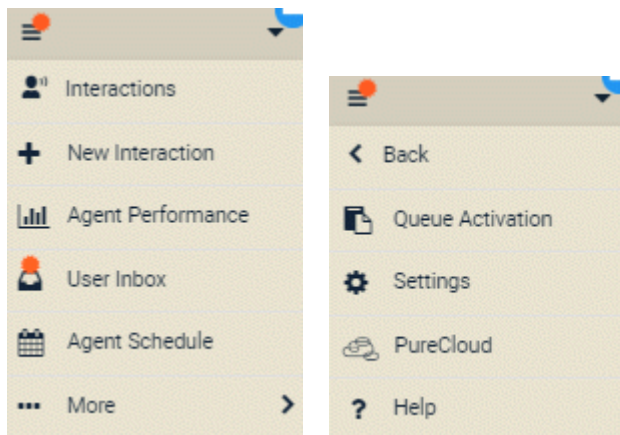 Interactions
New Interaction
Agent Performance
User Inbox
Agent Schedule
More
Back
Queue Activation
Settings
PureCloud
Help